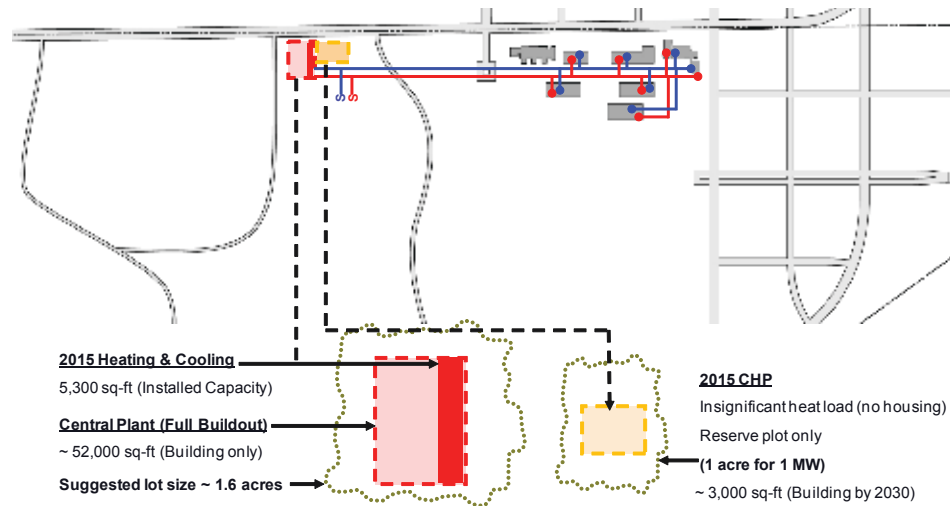 S S
2015 Heating & Cooling
5,300 sq-ft (Installed Capacity)
Central Plant (Full Buildout)
~ 52,000 sq-ft (Building only)
Suggested lot size ~ 1.6 acres
2015 CHP
Insignificant heat load (no housing)
Reserve plot only
(1 acre for 1 MW)
~ 3,000 sq-ft (Building by 2030)